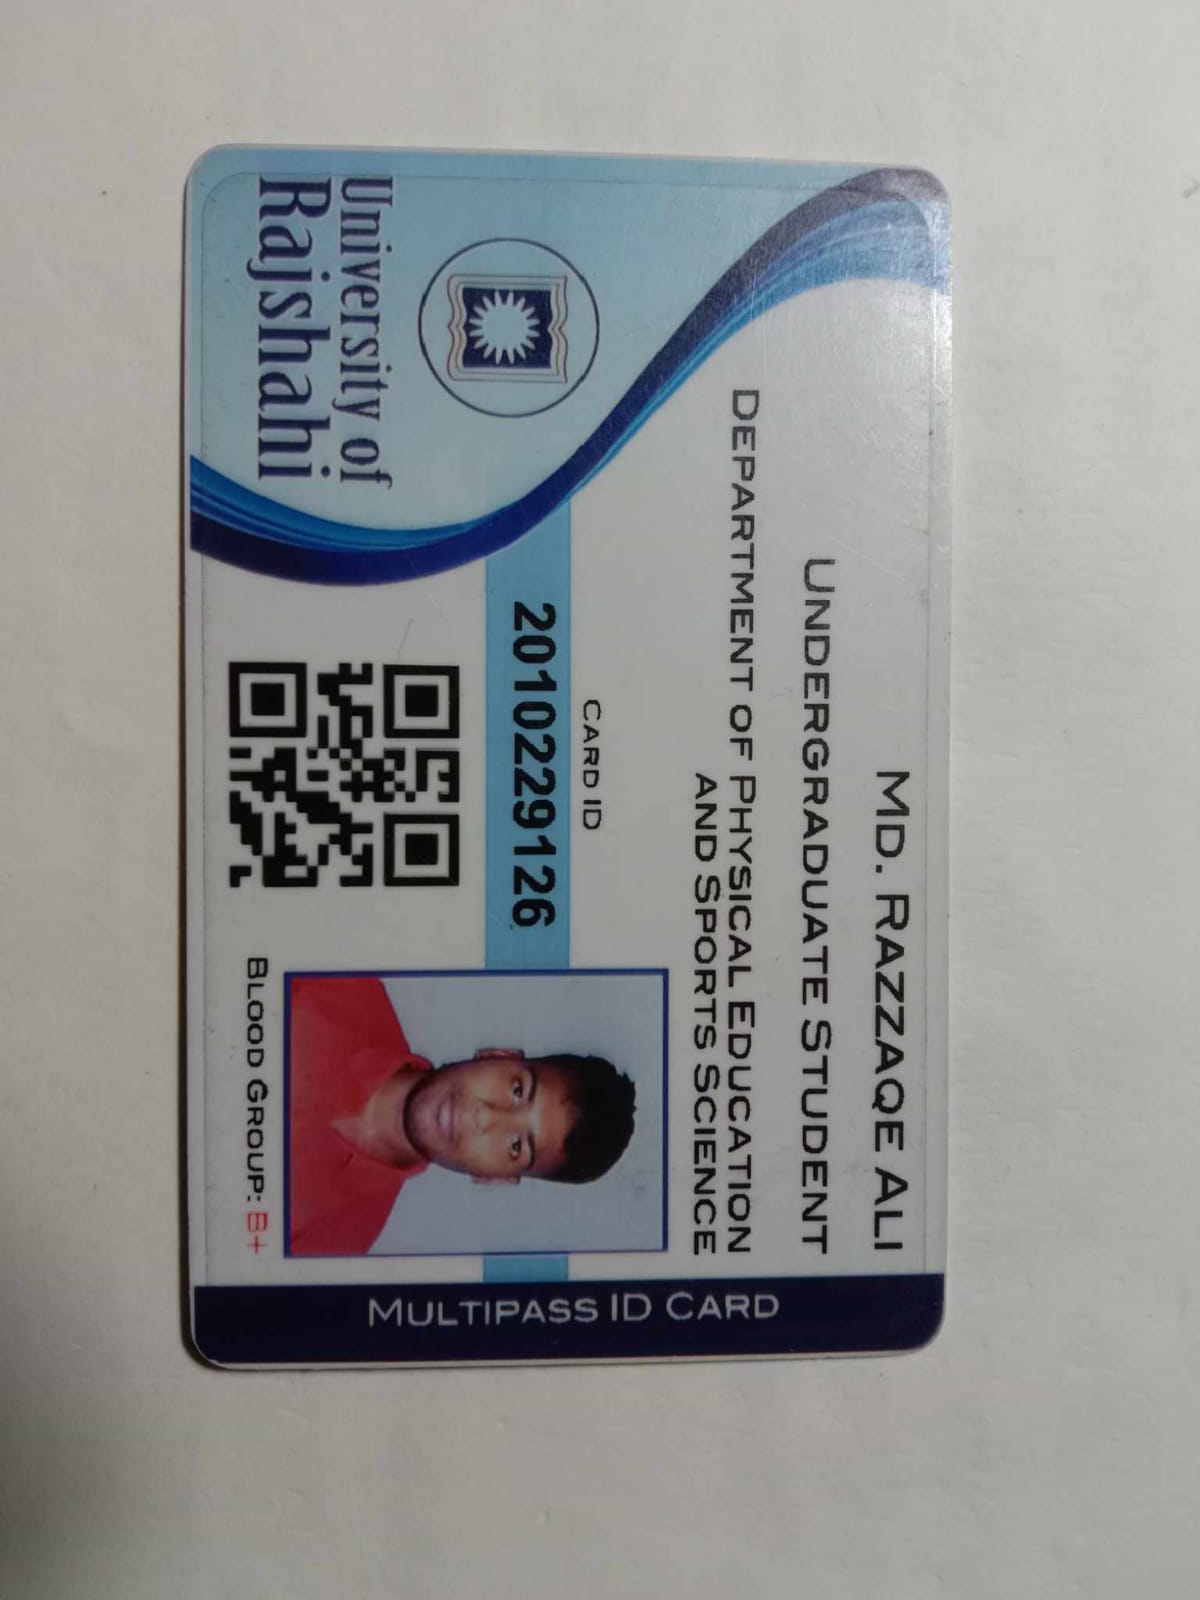 University of
Rajshahi
Md. Razzaqe Ali
Undergraduate Student
Department of Physical Education
and Sports Science
Card ID
2010229126
Blood Group: B+
Multipass ID Card